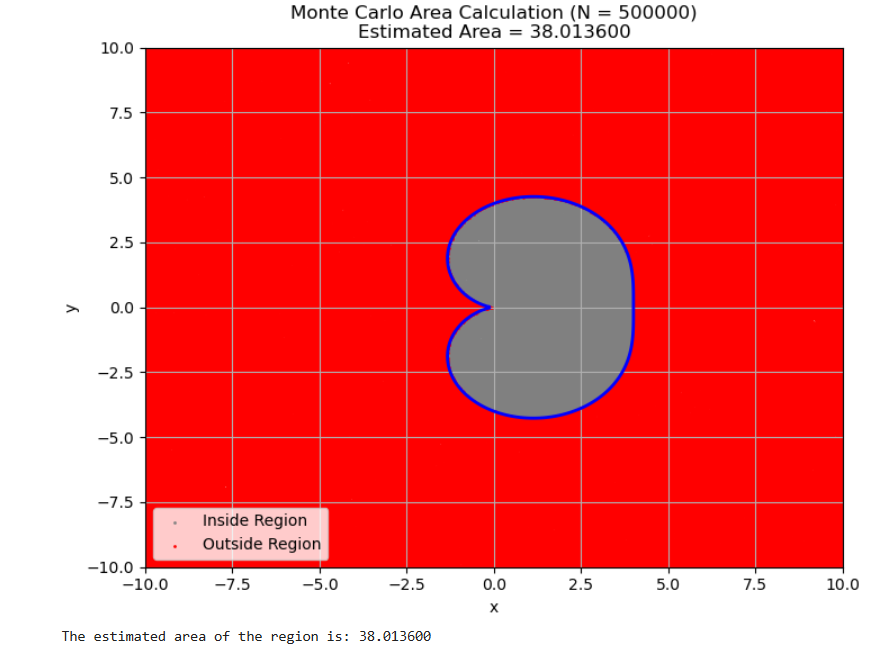 Monte Carlo Area Calculation (N = 500000)
Estimated Area = 38.013600
10.0
7.5
5.0
2.5
0.0
−2.5
−5.0
−7.5
−10.0
y
Inside Region
Outside Region
−10.0 −7.5 −5.0 −2.5 0.0 2.5 5.0 7.5 10.0
x
The estimated area of the region is: 38.013600